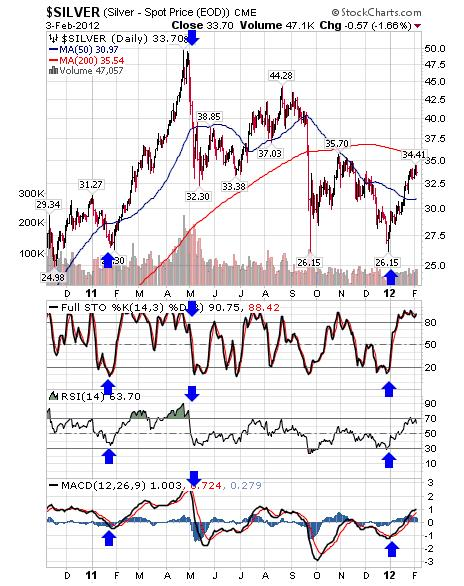 $SILVER (Silver - Spot Price (EOD)) CME © StockCharts.com
3-Feb-2012 Close 33.70 Volume 47.1K Chg -0.57 (-1.66%)
$SILVER (Daily) 33.70
MA(50) 30.97
MA(200) 35.54
Volume 47,057
50.0
47.5
45.0
42.5
40.0
37.5
35.0
32.5
30.0
27.5
25.0
300K
200K
100K
44.28
38.85
37.03
35.70
34.41
33.38
32.30
31.27
29.34
26.15
26.15
24.98
D 11 F M A M J J A S O N D 12 F
Full STO %K(14,3) 90.75, 88.42
80
50
20
RSI(14) 63.70
90
70
50
30
10
MACD(12,26,9) 1.003, 0.724, 0.279
3
2
1
0
-1
-2
-3
D 11 F M A M J J A S O N D 12 F